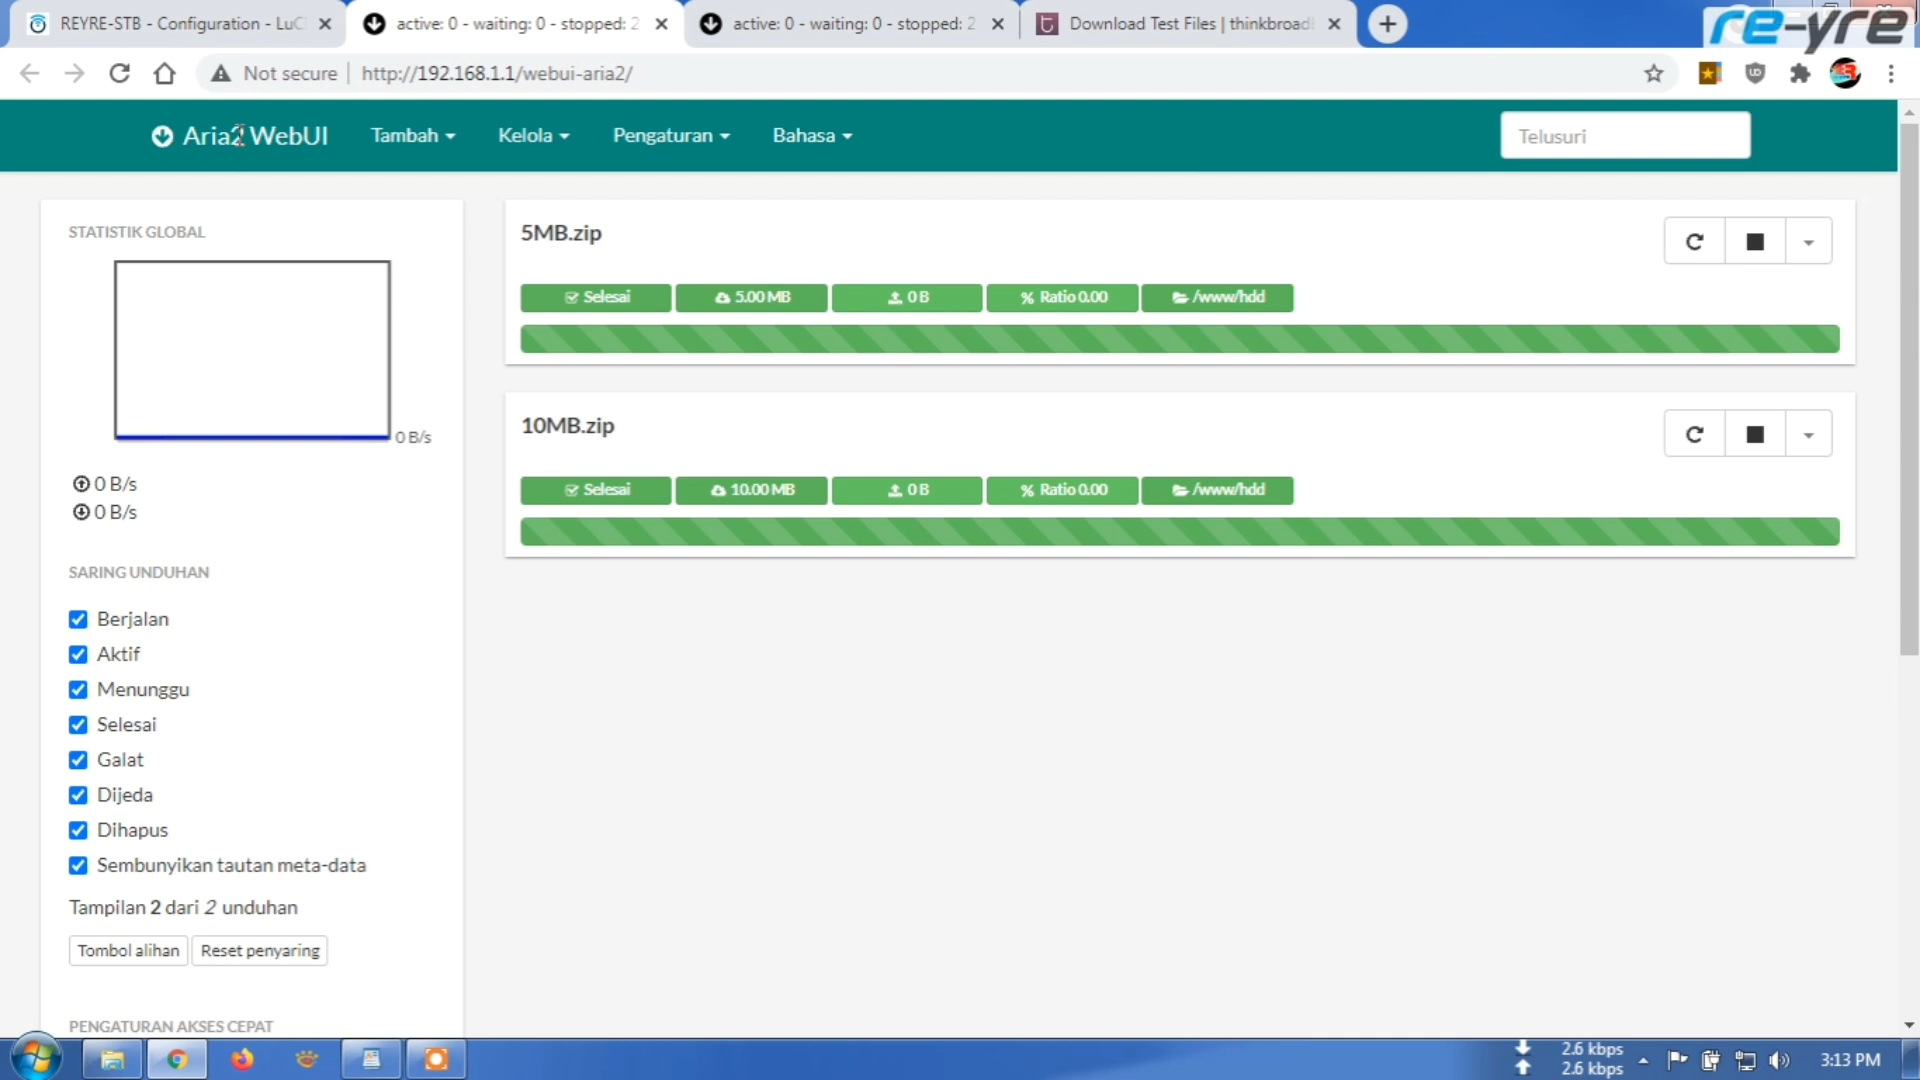 REYRE-STB - Configuration - LuC
active: 0 - waiting: 0 - stopped: 2
active: 0 - waiting: 0 - stopped: 2
Download Test Files | thinkbroad
re-yre
Not secure
http://192.168.1.1/webui-aria2/
UD
Aria2 WebUI
Tambah
Kelola
Pengaturan
Bahasa
Telusuri
STATISTIK GLOBAL
0 B/s
0 B/s
0 B/s
SARING UNDUHAN
Berjalan
Aktif
Menunggu
Selesai
Galat
Dijeda
Dihapus
Sembunyikan tautan meta-data
Tampilan 2 dari 2 unduhan
Tombol alihan
Reset penyaring
PENGATURAN AKSES CEPAT
5MB.zip
Selesai
5.00 MB
0 B
% Ratio 0.00
/www/hdd
10MB.zip
Selesai
10.00 MB
0 B
% Ratio 0.00
/www/hdd
2.6 kbps
2.6 kbps
3:13 PM